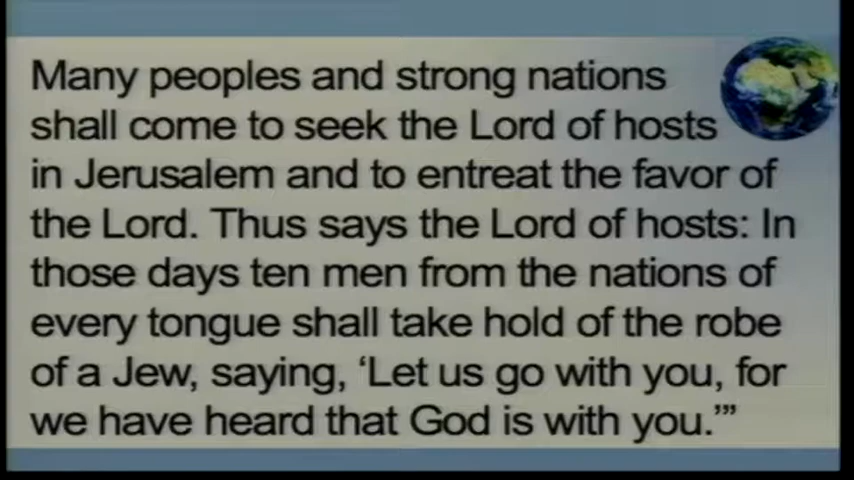 Many peoples and strong nations
shall come to seek the Lord of hosts
in Jerusalem and to entreat the favor of
the Lord. Thus says the Lord of hosts: In
those days ten men from the nations of
every tongue shall take hold of the robe
of a Jew, saying, ‘Let us go with you, for
we have heard that God is with you.’”